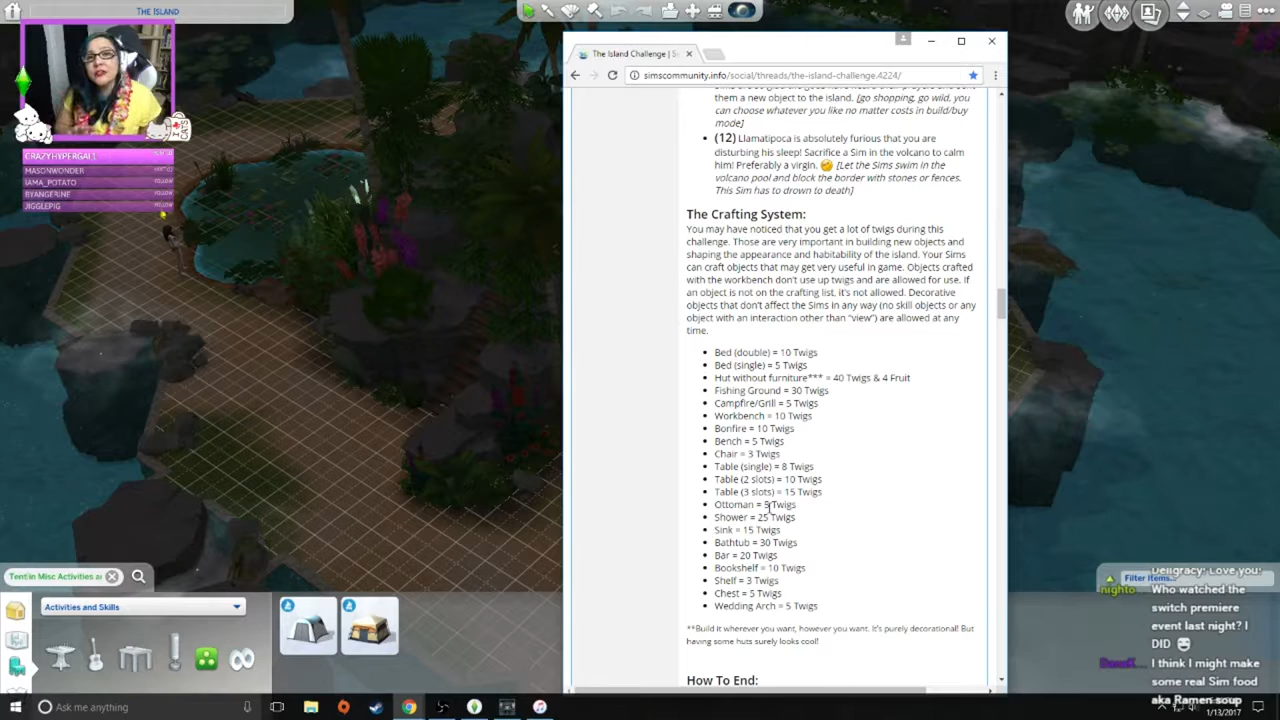 THE ISLAND
CRAZYHYPERGAL1
MASONWONDER
IAMA_POTATO FOLLOW
RYANGERINE FOLLOW
JIGGLEPIG FOLLOW
The Island Challenge | S
simscommunity.info/social/threads/the-island-challenge.4224/
them a new object to the island. [go shopping, go wild, you
can choose whatever you like no matter costs in build/buy
mode]
(12) Llamatipoca is absolutely furious that you are
disturbing his sleep! Sacrifice a Sim in the volcano to calm
him! Preferably a virgin. [Let the Sims swim in the
volcano pool and block the border with stones or fences.
This Sim has to drown to death]
The Crafting System:
You may have noticed that you get a lot of twigs during this
challenge. Those are very important in building new objects and
shaping the appearance and habitability of the island. Your Sims
can craft objects that may get very useful in game. Objects crafted
with the workbench don't use up twigs and are allowed for use. If
an object is not on the crafting list, it's not allowed. Decorative
objects that don't affect the Sims in any way (no skill objects or any
object with an interaction other than "view") are allowed at any
time.
Bed (double) = 10 Twigs
Bed (single) = 5 Twigs
Hut without furniture*** = 40 Twigs & 4 Fruit
Fishing Ground = 30 Twigs
Campfire/Grill = 5 Twigs
Workbench = 10 Twigs
Bonfire = 10 Twigs
Bench = 5 Twigs
Chair = 3 Twigs
Table (single) = 8 Twigs
Table (2 slots) = 10 Twigs
Table (3 slots) = 15 Twigs
Ottoman = 5 Twigs
Shower = 25 Twigs
Sink = 15 Twigs
Bathtub = 30 Twigs
Bar = 20 Twigs
Bookshelf = 10 Twigs
Shelf = 3 Twigs
Chest = 5 Twigs
Wedding Arch = 5 Twigs
**Build it wherever you want, however you want. It's purely decorational! But
having some huts surely looks cool!
How To End:
Tent in Misc Activities a
Activities and Skills
Filter Items...
Deligracy: Love you!
nighto
Who watched the
switch premiere
event last night? I
DID
I think I might make
some real Sim food
aka Ramen soup
Ask me anything
1/13/2017